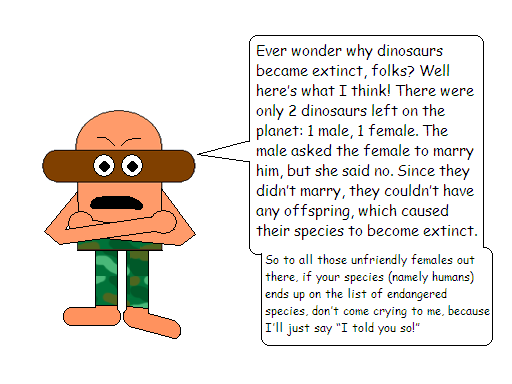 Ever wonder why dinosaurs
became extinct, folks? Well
here's what I think! There were
only 2 dinosaurs left on the
planet: 1 male, 1 female. The
male asked the female to marry
him, but she said no. Since they
didn't marry, they couldn't have
any offspring, which caused
their species to become extinct.
So to all those unfriendly females out
there, if your species (namely humans)
ends up on the list of endangered
species, don't come crying to me, because
I'll just say "I told you so!"